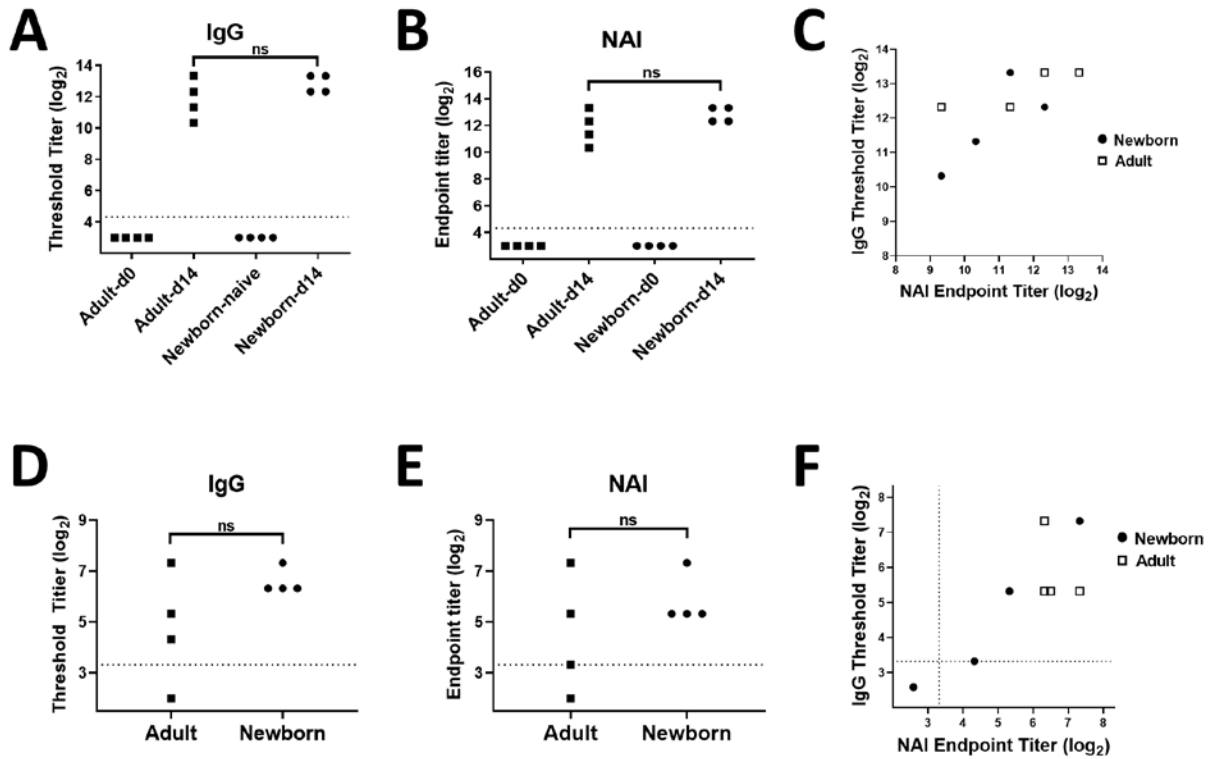 A
IgG
ns
Threshold Titer (log2)
14
12
10
8
6
4
Adult-d0
Adult-d14
Newborn-naive
Newborn-d14
B
NAI
ns
Endpoint titer (log2)
16
14
12
10
8
6
4
Adult-d0
Adult-d14
Newborn-d0
Newborn-d14
C
IgG Threshold Titer (log2)
14
13
12
11
10
9
8
8 9 10 11 12 13 14
NAI Endpoint Titer (log2)
Newborn
Adult
D
IgG
ns
Threshold Titier (log2)
9
7
5
3
Adult Newborn
E
NAI
ns
Endpoint titer (log2)
9
7
5
3
Adult Newborn
F
IgG Threshold Titer (log2)
8
7
6
5
4
3
3 4 5 6 7 8
NAI Endpoint Titer (log2)
Newborn
Adult